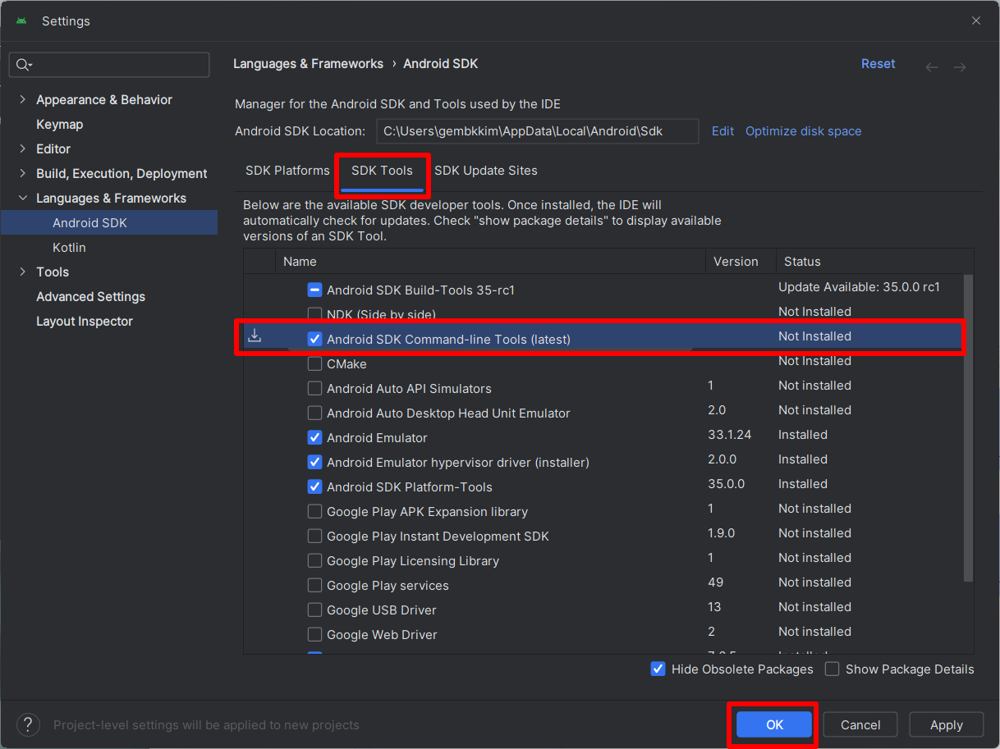 Settings
Languages & Frameworks › Android SDK
Reset
Appearance & Behavior
Keymap
Editor
Build, Execution, Deployment
Languages & Frameworks
Android SDK
Kotlin
Tools
Advanced Settings
Layout Inspector
Manager for the Android SDK and Tools used by the IDE
Android SDK Location: C:\Users\gembkkim\AppData\Local\Android\Sdk Edit Optimize disk space
SDK Platforms SDK Tools SDK Update Sites
Below are the available SDK developer tools. Once installed, the IDE will
automatically check for updates. Check "show package details" to display available
versions of an SDK Tool.
Name Version Status
Android SDK Build-Tools 35-rc1 Update Available: 35.0.0 rc1
NDK (Side by side) Not Installed
Android SDK Command-line Tools (latest) Not Installed
CMake Not Installed
Android Auto API Simulators 1 Not installed
Android Auto Desktop Head Unit Emulator 2.0 Not installed
Android Emulator 33.1.24 Installed
Android Emulator hypervisor driver (installer) 2.0.0 Installed
Android SDK Platform-Tools 35.0.0 Installed
Google Play APK Expansion library 1 Not installed
Google Play Instant Development SDK 1.9.0 Not installed
Google Play Licensing Library 1 Not installed
Google Play services 49 Not installed
Google USB Driver 13 Not installed
Google Web Driver 2 Not installed
Hide Obsolete Packages Show Package Details
? Project-level settings will be applied to new projects
OK Cancel Apply